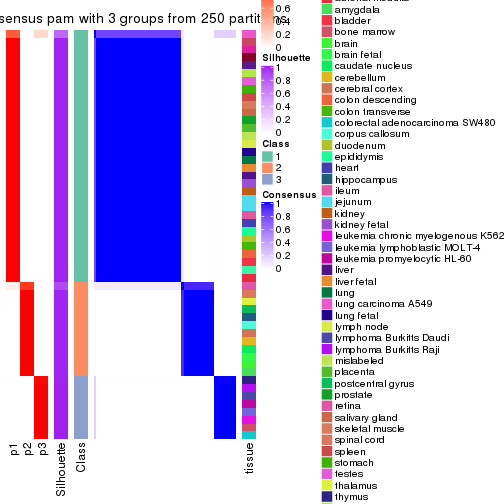 sensus pam with 3 groups from 250 partitions
0.6
0.4
0.2
0
Silhouette
1
0.8
0.6
0.4
0.2
0
Class
1
2
3
Consensus
1
0.8
0.6
0.4
0.2
0
amygdala
bladder
bone marrow
brain
brain fetal
caudate nucleus
cerebellum
cerebral cortex
colon descending
colon transverse
colorectal adenocarcinoma SW480
corpus callosum
duodenum
epididymis
heart
hippocampus
ileum
jejunum
kidney
kidney fetal
leukemia chronic myelogenous K562
leukemia lymphoblastic MOLT-4
leukemia promyelocytic HL-60
liver
liver fetal
lung
lung carcinoma A549
lung fetal
lymph node
lymphoma Burkitts Daudi
lymphoma Burkitts Raji
mislabeled
placenta
postcentral gyrus
prostate
retina
salivary gland
skeletal muscle
spinal cord
spleen
stomach
testes
thalamus
thymus
p1
p2
p3
Silhouette
Class
tissue